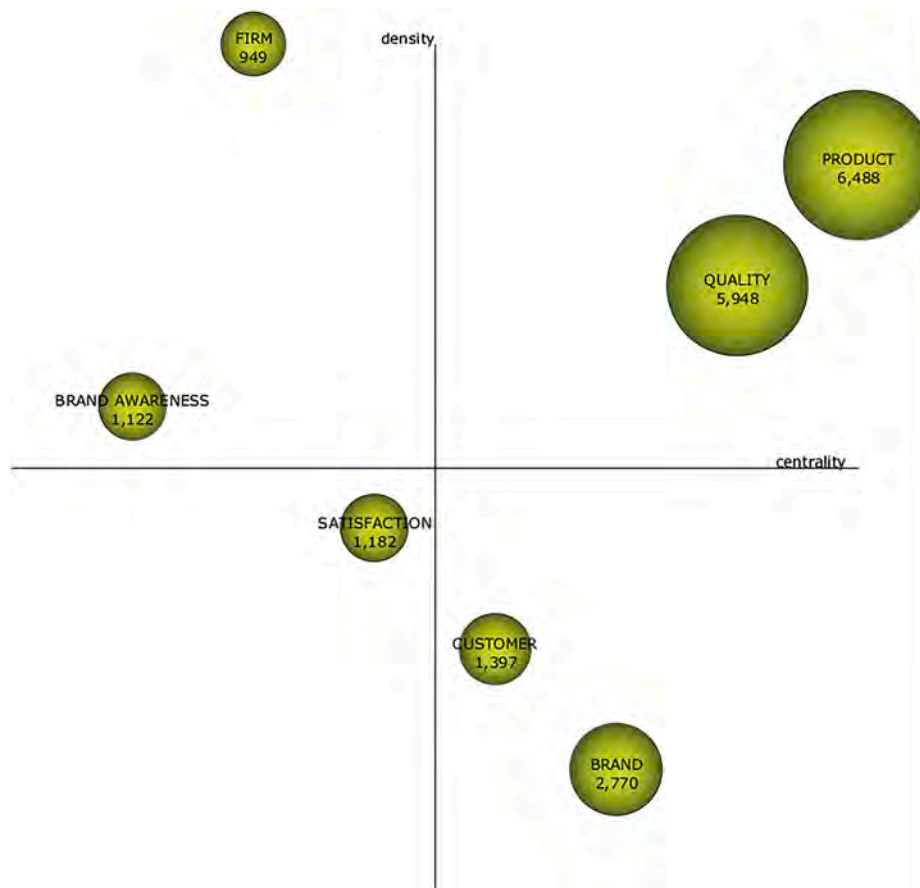 FIRM
949
density
PRODUCT
6,488
QUALITY
5,948
BRAND AWARENESS
1,122
centrality
SATISFACTION
1,182
CUSTOMER
1,397
BRAND
2,770